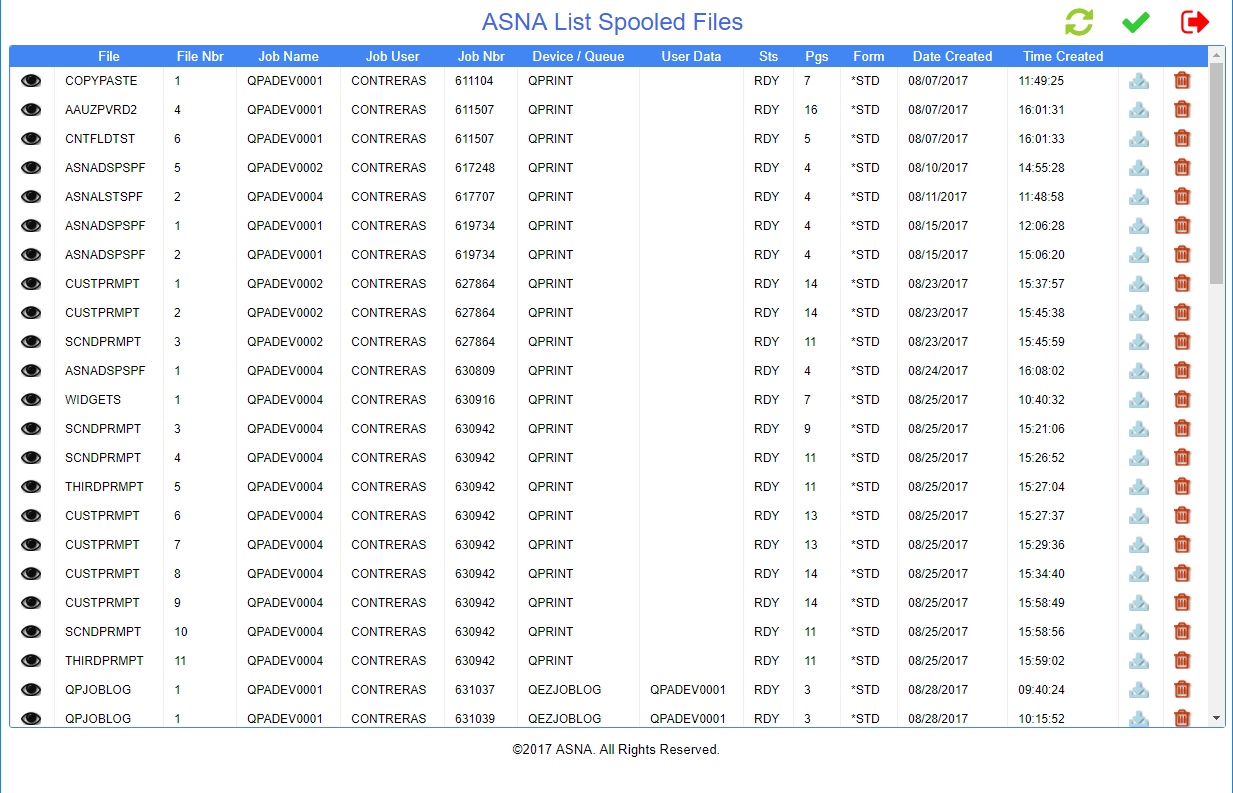 ASNA List Spooled Files
File File Nbr Job Name Job User Job Nbr Device / Queue User Data Sts Pgs Form Date Created Time Created
COPYPASTE 1 QPADEV0001 CONTRERAS 611104 QPRINT RDY 7 *STD 08/07/2017 11:49:25
AAUZPVRD2 4 QPADEV0001 CONTRERAS 611507 QPRINT RDY 16 *STD 08/07/2017 16:01:31
CNTFLDTST 6 QPADEV0001 CONTRERAS 611507 QPRINT RDY 5 *STD 08/07/2017 16:01:33
ASNADSPSPF 5 QPADEV0002 CONTRERAS 617248 QPRINT RDY 4 *STD 08/10/2017 14:55:28
ASNALSTSPF 2 QPADEV0004 CONTRERAS 617707 QPRINT RDY 4 *STD 08/11/2017 11:48:58
ASNADSPSPF 1 QPADEV0001 CONTRERAS 619734 QPRINT RDY 4 *STD 08/15/2017 12:06:28
ASNADSPSPF 2 QPADEV0001 CONTRERAS 619734 QPRINT RDY 4 *STD 08/15/2017 15:06:20
CUSTPRMPT 1 QPADEV0002 CONTRERAS 627864 QPRINT RDY 14 *STD 08/23/2017 15:37:57
CUSTPRMPT 2 QPADEV0002 CONTRERAS 627864 QPRINT RDY 14 *STD 08/23/2017 15:45:38
SCNDPRMPT 3 QPADEV0002 CONTRERAS 627864 QPRINT RDY 11 *STD 08/23/2017 15:45:59
ASNADSPSPF 1 QPADEV0004 CONTRERAS 630809 QPRINT RDY 4 *STD 08/24/2017 16:08:02
WIDGETS 1 QPADEV0004 CONTRERAS 630916 QPRINT RDY 7 *STD 08/25/2017 10:40:32
SCNDPRMPT 3 QPADEV0004 CONTRERAS 630942 QPRINT RDY 9 *STD 08/25/2017 15:21:06
SCNDPRMPT 4 QPADEV0004 CONTRERAS 630942 QPRINT RDY 11 *STD 08/25/2017 15:26:52
THIRDPRMPT 5 QPADEV0004 CONTRERAS 630942 QPRINT RDY 11 *STD 08/25/2017 15:27:04
CUSTPRMPT 6 QPADEV0004 CONTRERAS 630942 QPRINT RDY 13 *STD 08/25/2017 15:27:37
CUSTPRMPT 7 QPADEV0004 CONTRERAS 630942 QPRINT RDY 13 *STD 08/25/2017 15:29:36
CUSTPRMPT 8 QPADEV0004 CONTRERAS 630942 QPRINT RDY 14 *STD 08/25/2017 15:34:40
CUSTPRMPT 9 QPADEV0004 CONTRERAS 630942 QPRINT RDY 14 *STD 08/25/2017 15:58:49
SCNDPRMPT 10 QPADEV0004 CONTRERAS 630942 QPRINT RDY 11 *STD 08/25/2017 15:58:56
THIRDPRMPT 11 QPADEV0004 CONTRERAS 630942 QPRINT RDY 11 *STD 08/25/2017 15:59:02
QPJOBLOG 1 QPADEV0001 CONTRERAS 631037 QEZJOBLOG QPADEV0001 RDY 3 *STD 08/28/2017 09:40:24
QPJOBLOG 1 QPADEV0001 CONTRERAS 631039 QEZJOBLOG QPADEV0001 RDY 3 *STD 08/28/2017 10:15:52
©2017 ASNA. All Rights Reserved.